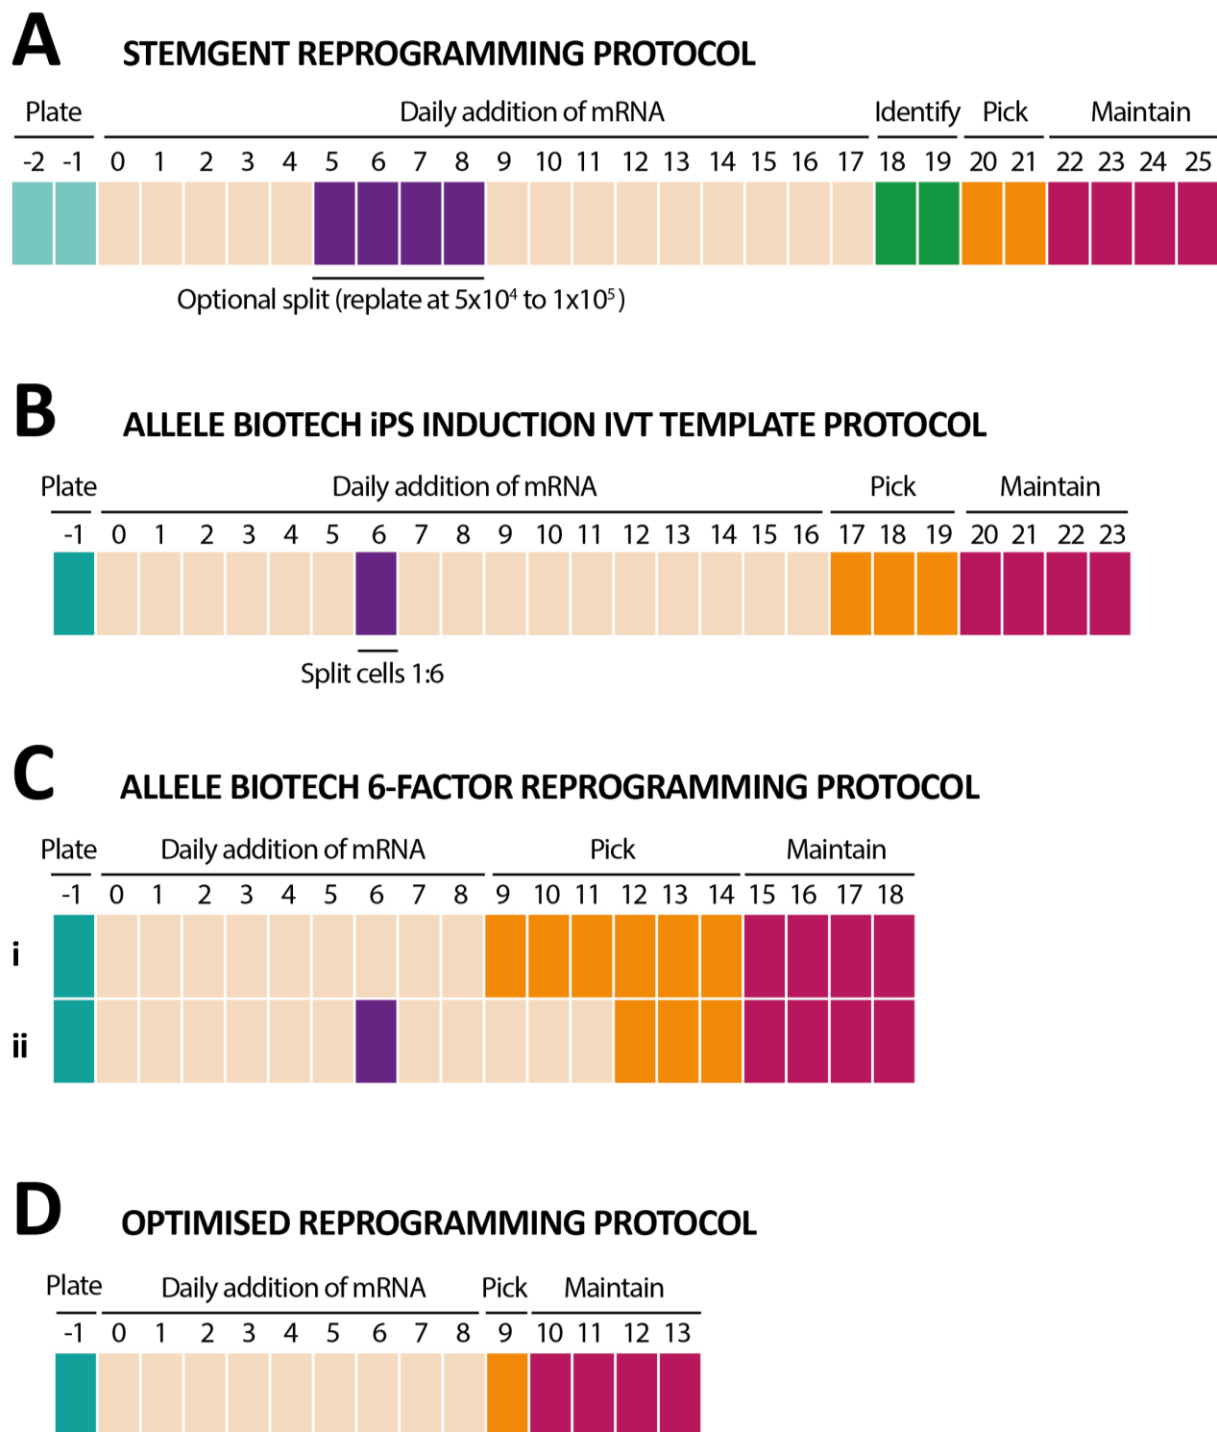 A STEMGENT REPROGRAMMING PROTOCOL
Plate Daily addition of mRNA Identify Pick Maintain
-2 -1 0 1 2 3 4 5 6 7 8 9 10 11 12 13 14 15 16 17 18 19 20 21 22 23 24 25
Optional split (replate at 5x10⁴ to 1x10⁵)
B ALLELE BIOTECH iPS INDUCTION IVT TEMPLATE PROTOCOL
Plate Daily addition of mRNA Pick Maintain
-1 0 1 2 3 4 5 6 7 8 9 10 11 12 13 14 15 16 17 18 19 20 21 22 23
Split cells 1:6
C ALLELE BIOTECH 6-FACTOR REPROGRAMMING PROTOCOL
Plate Daily addition of mRNA Pick Maintain
-1 0 1 2 3 4 5 6 7 8 9 10 11 12 13 14 15 16 17 18
i
ii
D OPTIMISED REPROGRAMMING PROTOCOL
Plate Daily addition of mRNA Pick Maintain
-1 0 1 2 3 4 5 6 7 8 9 10 11 12 13